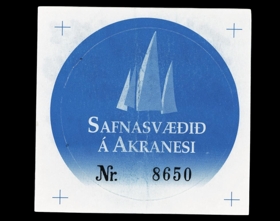 SAFNASVÆÐIÐ
Á AKRANESI
Nr. 8650